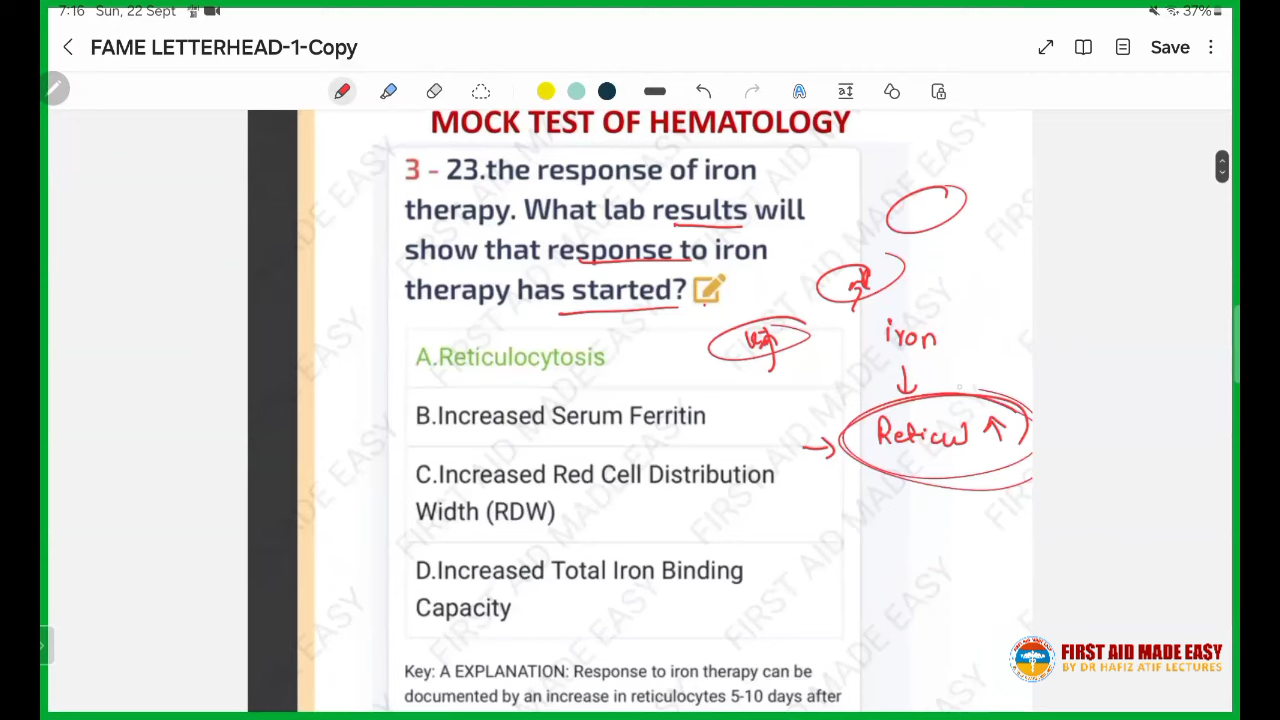 7:16 Sun, 22 Sept
37%
FAME LETTERHEAD-1-Copy
Save
MOCK TEST OF HEMATOLOGY
3 - 23.the response of iron
therapy. What lab results will
show that response to iron
therapy has started?
A.Reticulocytosis
B.Increased Serum Ferritin
C.Increased Red Cell Distribution
Width (RDW)
D.Increased Total Iron Binding
Capacity
iron
Reticul ↑
Key: A EXPLANATION: Response to iron therapy can be
documented by an increase in reticulocytes 5-10 days after
FIRST AID MADE EASY
BY DR HAFIZ ATIF LECTURES
FIRST AID MADE EASY